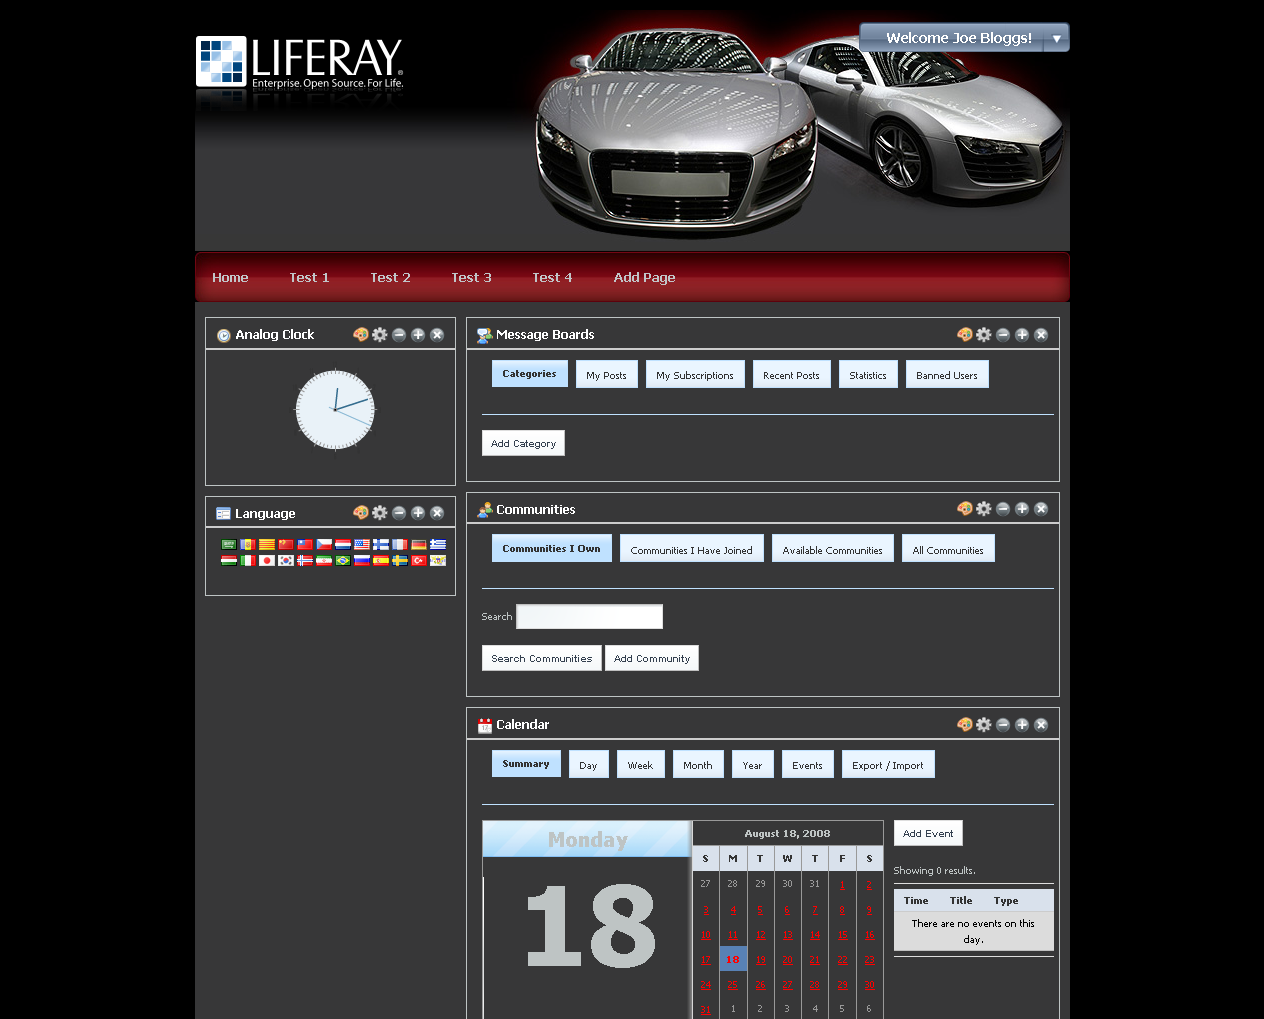 LIFERAY®
Enterprise. Open Source. For Life.
Welcome Joe Bloggs!
Home Test 1 Test 2 Test 3 Test 4 Add Page
Analog Clock
Language
Message Boards
Categories My Posts My Subscriptions Recent Posts Statistics Banned Users
Add Category
Communities
Communities I Own Communities I Have Joined Available Communities All Communities
Search
Search Communities Add Community
Calendar
Summary Day Week Month Year Events Export / Import
Monday
18
August 18, 2008
S M T W T F S
27 28 29 30 31 1 2
3 4 5 6 7 8 9
10 11 12 13 14 15 16
17 18 19 20 21 22 23
24 25 26 27 28 29 30
31 1 2 3 4 5 6
Add Event
Showing 0 results.
Time Title Type
There are no events on this
day.